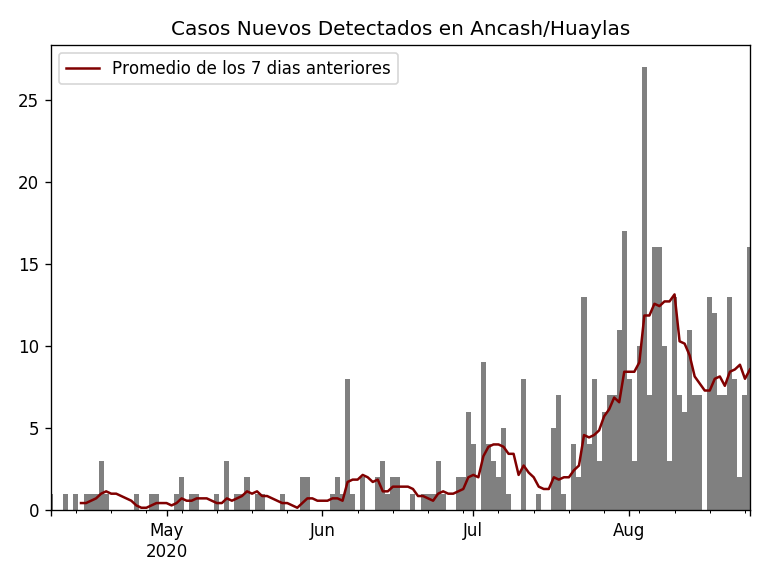 Casos Nuevos Detectados en Ancash/Huaylas
Promedio de los 7 dias anteriores
25
20
15
10
5
0
May
2020
Jun
Jul
Aug